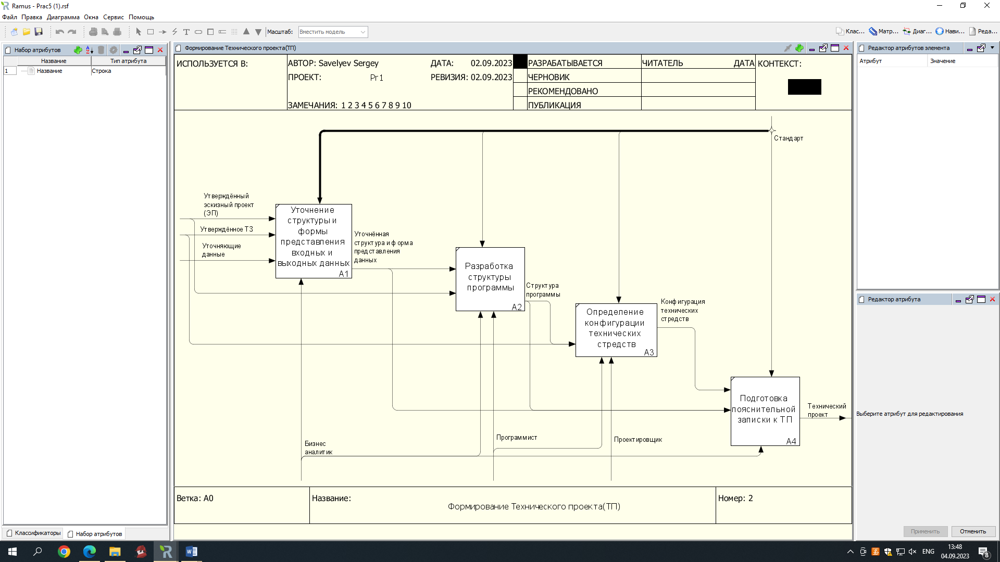 Ramus - Prac5 (1).rsf
Файл Правка Диаграмма Окна Сервис Помощь
Масштаб: Вместить модель
Клас... Матр... Диаг... Нави... Реда...
Набор атрибутов
Название Тип атрибута
1 Название Строка
Классификаторы Набор атрибутов
Формирование Технического проекта(ТП)
ИСПОЛЬЗУЕТСЯ В:
АВТОР: Savelyev Sergey ДАТА: 02.09.2023
ПРОЕКТ: Pr1 РЕВИЗИЯ: 02.09.2023
ЗАМЕЧАНИЯ: 1 2 3 4 5 6 7 8 9 10
РАЗРАБАТЫВАЕТСЯ
ЧЕРНОВИК
РЕКОМЕНДОВАНО
ПУБЛИКАЦИЯ
ЧИТАТЕЛЬ ДАТА
КОНТЕКСТ:
Стандарт
Утверждённый
эскизный проект
(ЭП)
Утверждённое ТЗ
Уточняющие
данные
Уточнение
структуры и
формы
представления
входных и
выходных данных
A1
Уточнённая
структура и форма
представления
данных
Разработка
структуры
программы
A2
Структура
программы
Определение
конфигурации
технических
стредств
A3
Конфигурация
технических
стредств
Подготовка
пояснительной
записки к ТП
A4
Технический
проект
Бизнес
аналитик
Программист
Проектировщик
Ветка: A0
Название:
Формирование Технического проекта(ТП)
Номер: 2
Редактор атрибутов элемента
Атрибут Значение
Редактор атрибута
Выберите атрибут для редактирования
Применить Отменить
ENG
13:48
04.09.2023
8